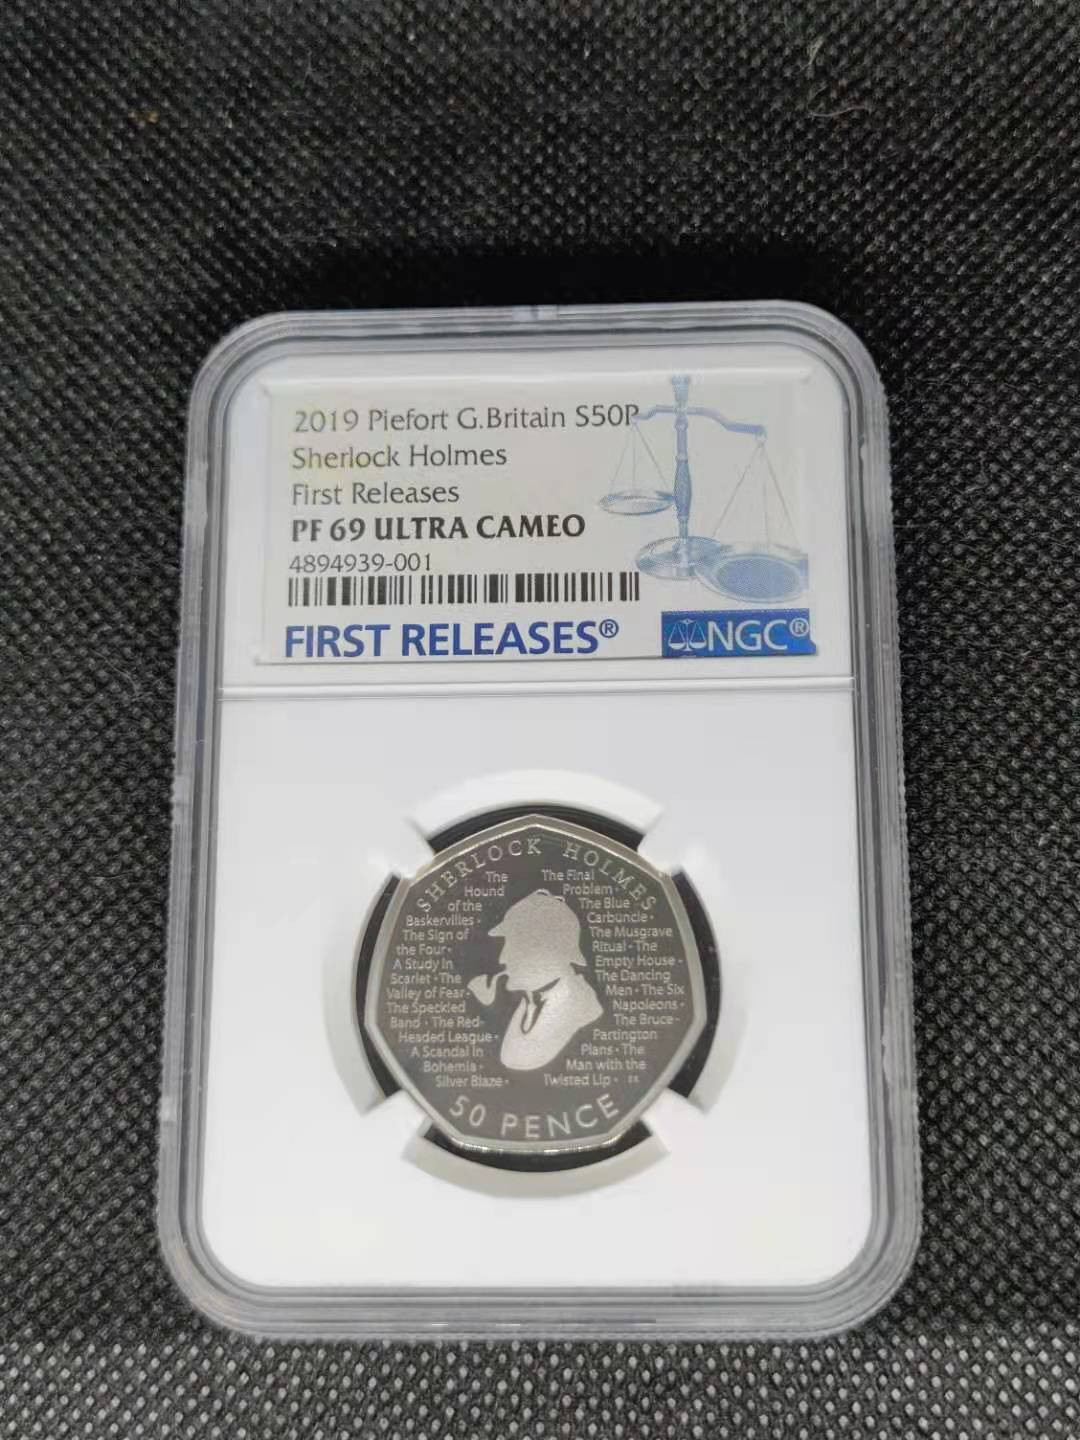 2019 Piefort G.Britain S50P
Sherlock Holmes
First Releases
PF 69 ULTRA CAMEO
4894939-001
FIRST RELEASES®
NGC®
SHERLOCK HOLMES
The
Hound
of the
Baskervilles •
The Sign of
the Four •
A Study in
Scarlet • The
Valley of Fear •
The Speckled
Band • The Red-
Headed League •
A Scandal in
Bohemia •
Silver Blaze •
The Final
Problem •
The Blue
Carbuncle •
The Musgrave
Ritual • The
Empty House •
The Dancing
Men • The Six
Napoleons •
The Bruce-
Partington
Plans • The
Man with the
Twisted Lip •
50 PENCE